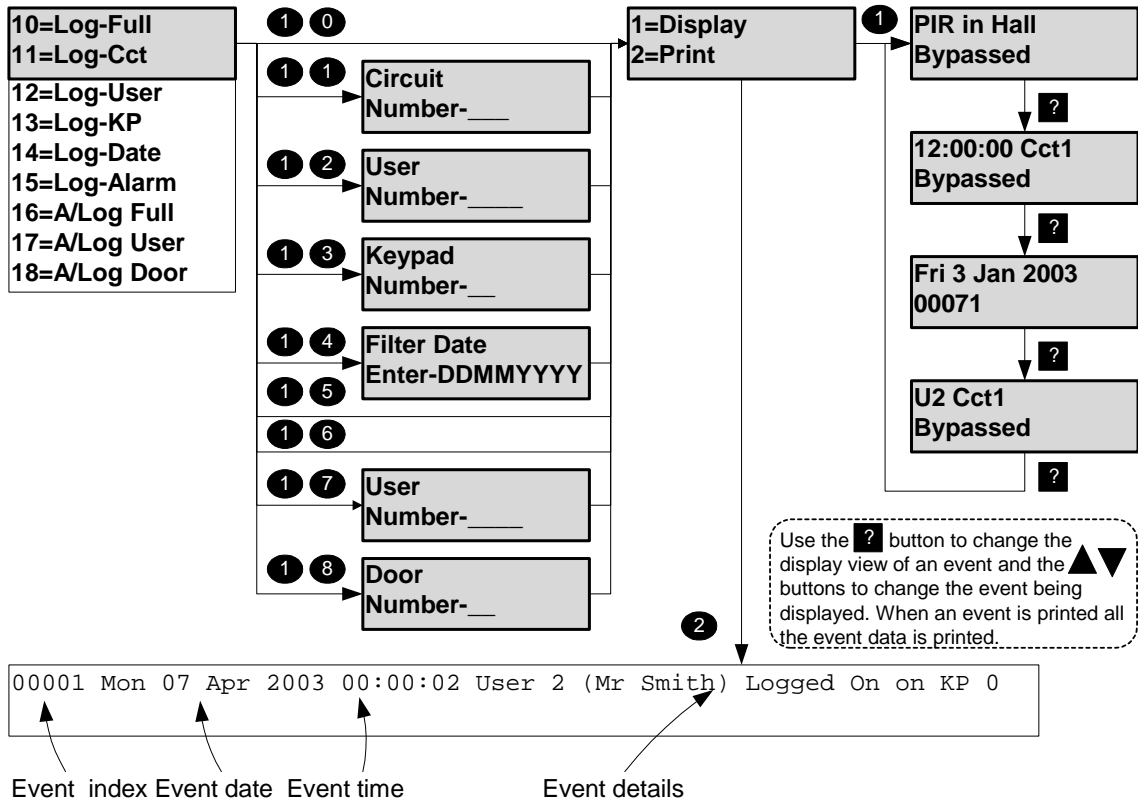 10=Log-Full
11=Log-Cct
12=Log-User
13=Log-KP
14=Log-Date
15=Log-Alarm
16=A/Log Full
17=A/Log User
18=A/Log Door
1 0
1 1
Circuit
Number-___
1 2
User
Number-____
1 3
Keypad
Number-__
1 4
Filter Date
Enter-DDMMYYYY
1 5
1 6
1 7
User
Number-____
1 8
Door
Number-__
1=Display
2=Print
1
PIR in Hall
Bypassed
?
12:00:00 Cct1
Bypassed
?
Fri 3 Jan 2003
00071
?
U2 Cct1
Bypassed
?
Use the ? button to change the
display view of an event and the ▲▼
buttons to change the event being
displayed. When an event is printed all
the event data is printed.
2
00001 Mon 07 Apr 2003 00:00:02 User 2 (Mr Smith) Logged On on KP 0
Event index Event date Event time Event details